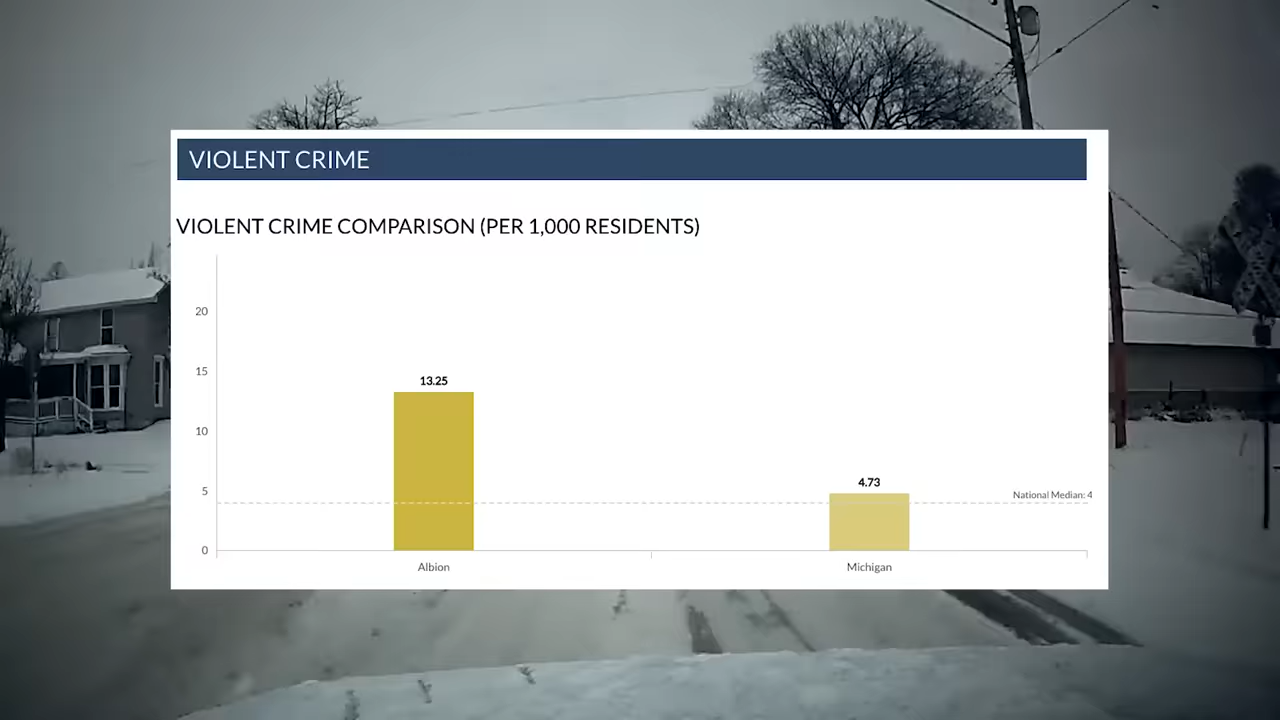 VIOLENT CRIME
VIOLENT CRIME COMPARISON (PER 1,000 RESIDENTS)
20
15
10
5
0
13.25
4.73
National Median: 4
Albion
Michigan